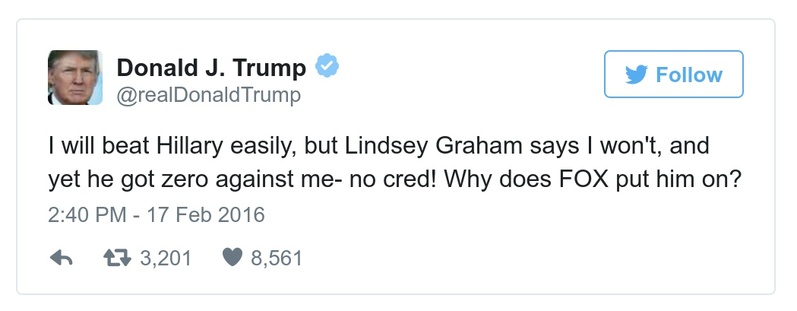 Donald J. Trump
@realDonaldTrump
Follow
I will beat Hillary easily, but Lindsey Graham says I won't, and
yet he got zero against me- no cred! Why does FOX put him on?
2:40 PM - 17 Feb 2016
3,201 8,561